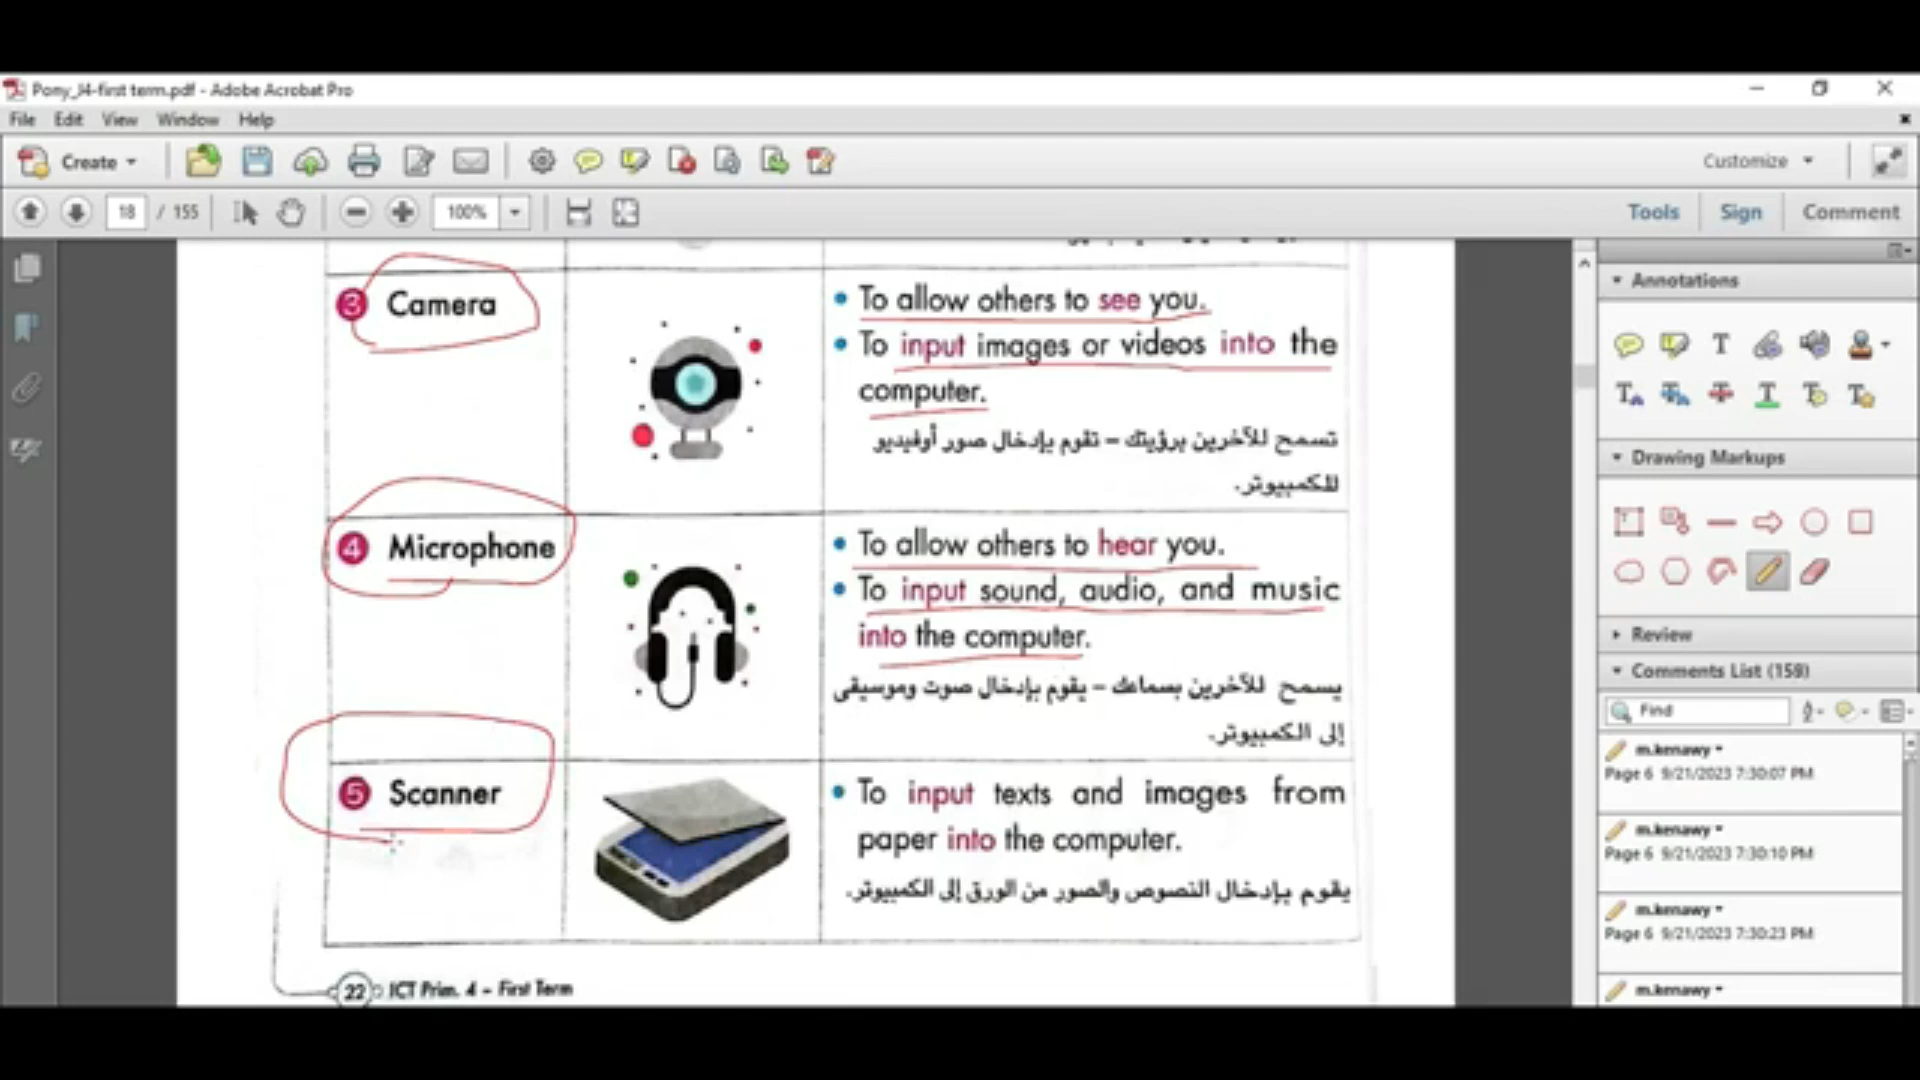 Pony_J4-first term.pdf - Adobe Acrobat Pro
File Edit View Window Help
Create
Customize
18 / 155
100%
Tools Sign Comment
Annotations
3 Camera
• To allow others to see you.
• To input images or videos into the
computer.
تسمح للآخرين برؤيتك – تقوم بإدخال صور أوفيديو
للكمبيوتر.
4 Microphone
• To allow others to hear you.
• To input sound, audio, and music
into the computer.
يسمح للآخرين بسماعك – يقوم بإدخال صوت وموسيقى
إلى الكمبيوتر.
5 Scanner
• To input texts and images from
paper into the computer.
يقوم بإدخال النصوص والصور من الورق إلى الكمبيوتر.
22 ICT Prim. 4 – First Term
Drawing Markups
Review
Comments List (159)
Find
m.kenawy
Page 6 9/21/2023 7:30:07 PM
m.kenawy
Page 6 9/21/2023 7:30:10 PM
m.kenawy
Page 6 9/21/2023 7:30:23 PM
m.kenawy